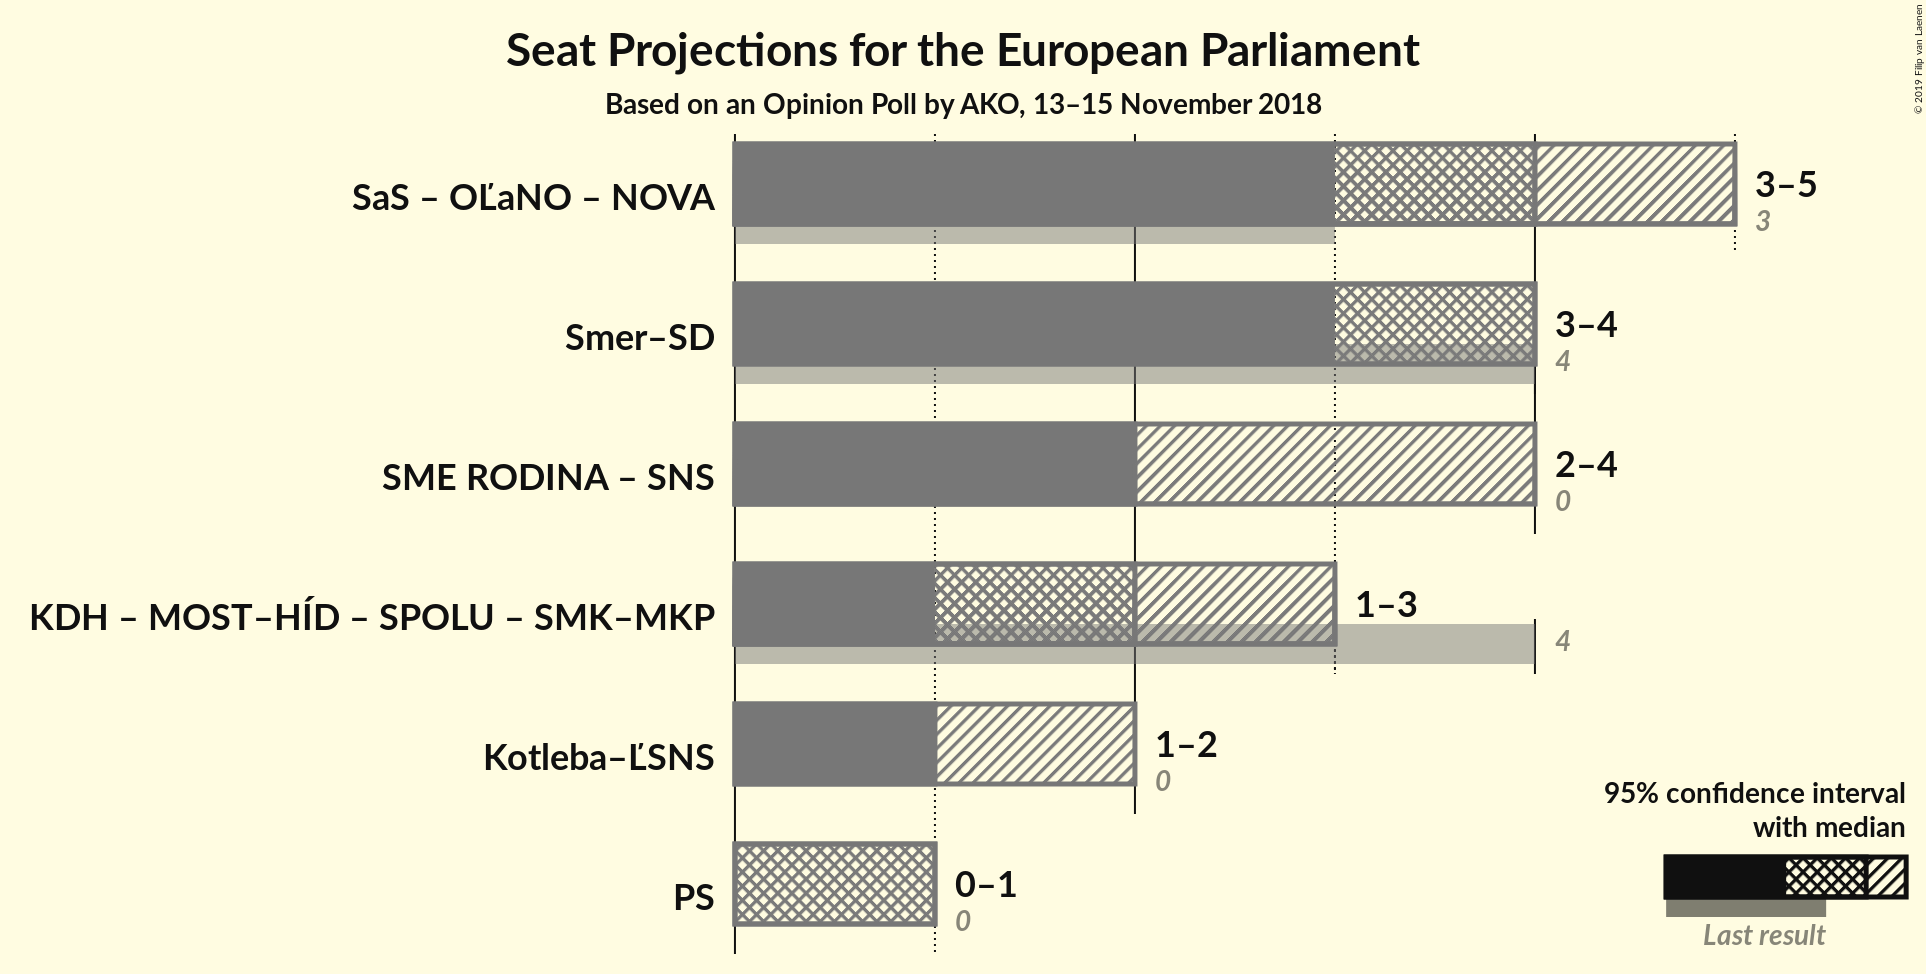 Seat Projections for the European Parliament
Based on an Opinion Poll by AKO, 13–15 November 2018
© 2019 Filip van Laenen
SaS – OĽaNO – NOVA
3–5
3
Smer–SD
3–4
4
SME RODINA – SNS
2–4
0
KDH – MOST–HÍD – SPOLU – SMK–MKP
1–3
4
Kotleba–ĽSNS
1–2
0
PS
0–1
0
95% confidence interval
with median
Last result